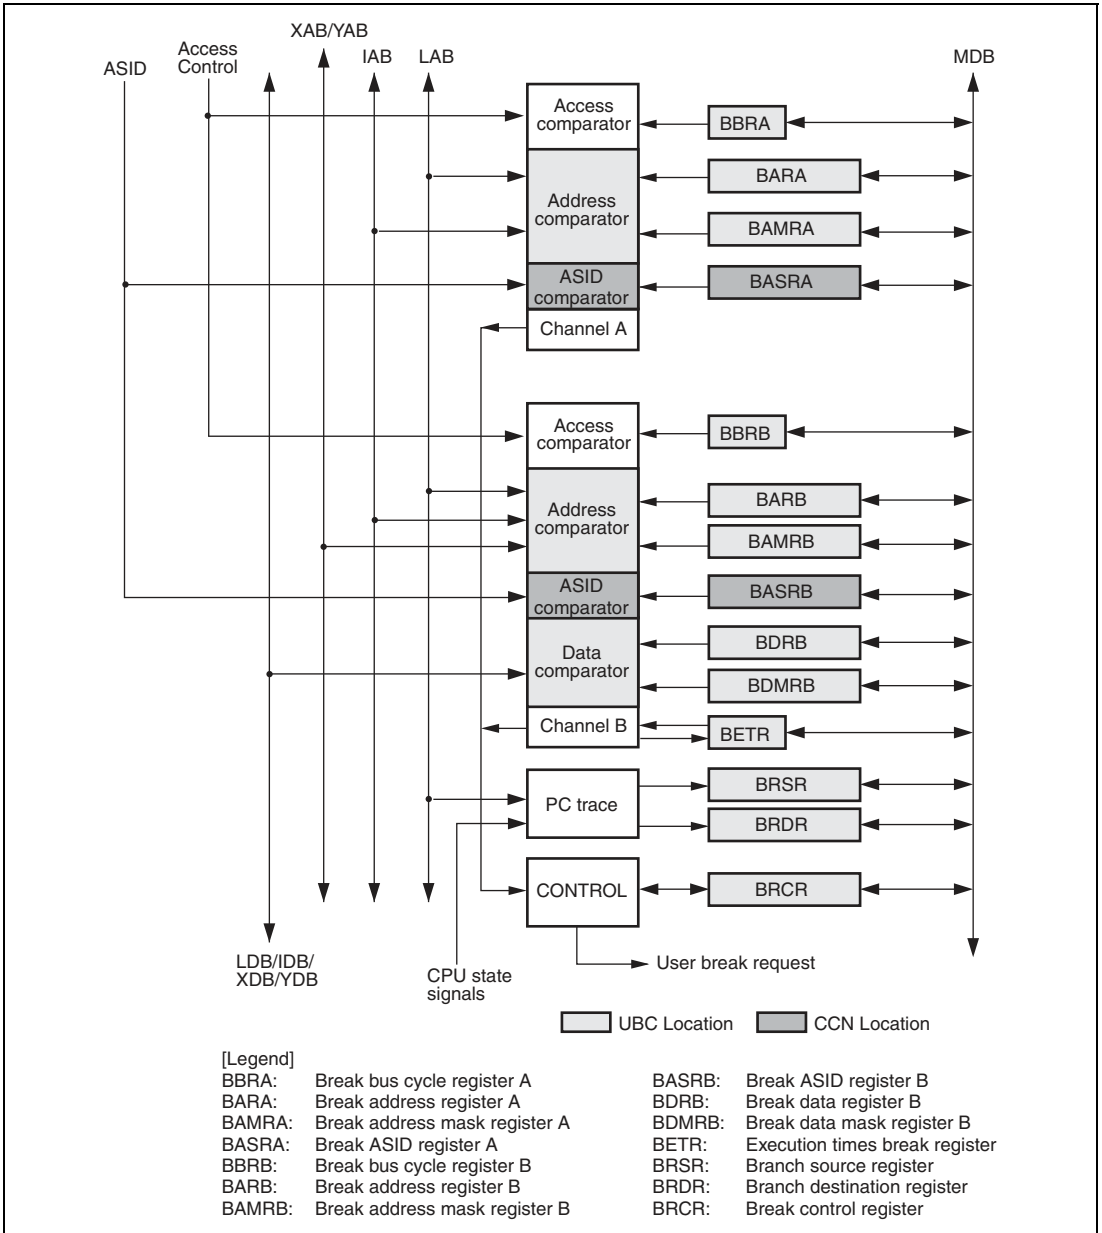 XAB/YAB
Access
Control
ASID
IAB
LAB
MDB
Access
comparator
BBRA
Address
comparator
BARA
BAMRA
ASID
comparator
BASRA
Channel A
Access
comparator
BBRB
Address
comparator
BARB
BAMRB
ASID
comparator
BASRB
Data
comparator
BDRB
BDMRB
Channel B
BETR
PC trace
BRSR
BRDR
CONTROL
BRCR
LDB/IDB/
XDB/YDB
CPU state
signals
User break request
UBC Location
CCN Location
[Legend]
BBRA: Break bus cycle register A
BARA: Break address register A
BAMRA: Break address mask register A
BASRA: Break ASID register A
BBRB: Break bus cycle register B
BARB: Break address register B
BAMRB: Break address mask register B
BASRB: Break ASID register B
BDRB: Break data register B
BDMRB: Break data mask register B
BETR: Execution times break register
BRSR: Branch source register
BRDR: Branch destination register
BRCR: Break control register